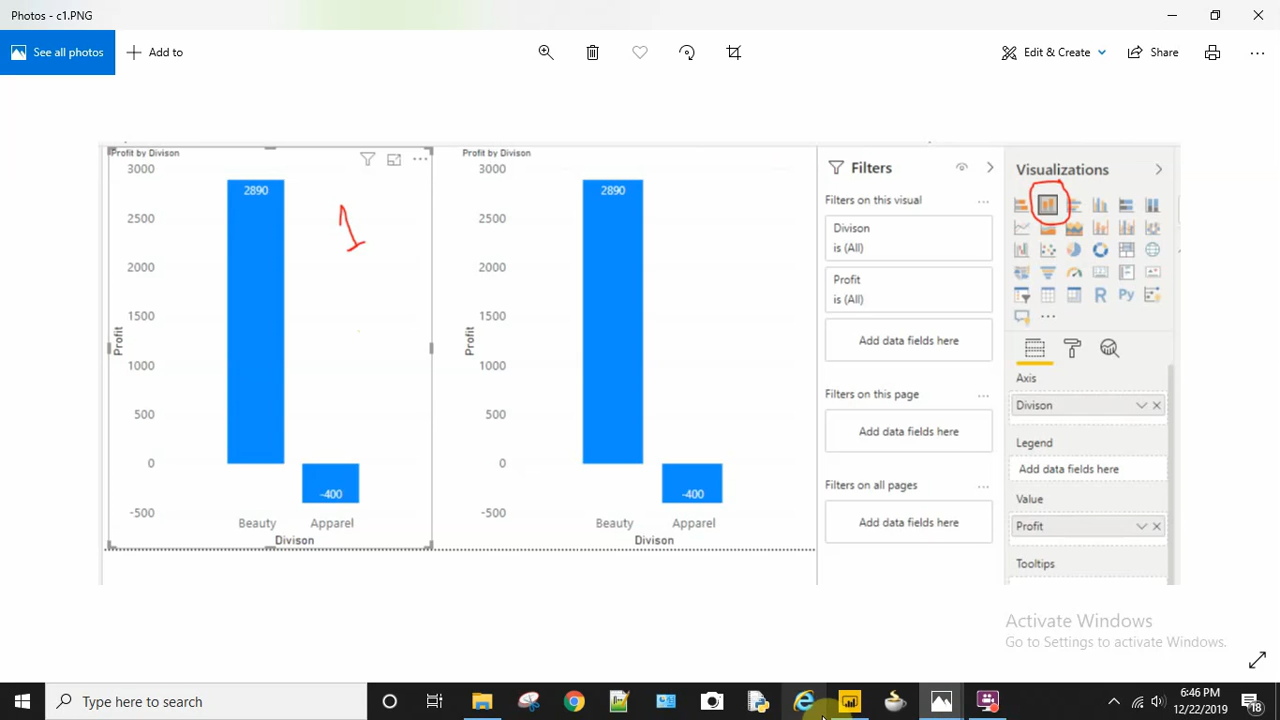 Photos - c1.PNG
See all photos
Add to
Edit & Create
Share
Profit by Divison
3000
2890
2500
2000
1500
1000
500
0
-400
-500
Profit
Beauty
Apparel
Divison
1
Profit by Divison
3000
2890
2500
2000
1500
1000
500
0
-400
-500
Profit
Beauty
Apparel
Divison
Filters
Filters on this visual
Divison
is (All)
Profit
is (All)
Add data fields here
Filters on this page
Add data fields here
Filters on all pages
Add data fields here
Visualizations
R
Py
Axis
Divison
Legend
Add data fields here
Value
Profit
Tooltips
Activate Windows
Go to Settings to activate Windows.
Type here to search
6:46 PM
12/22/2019
18